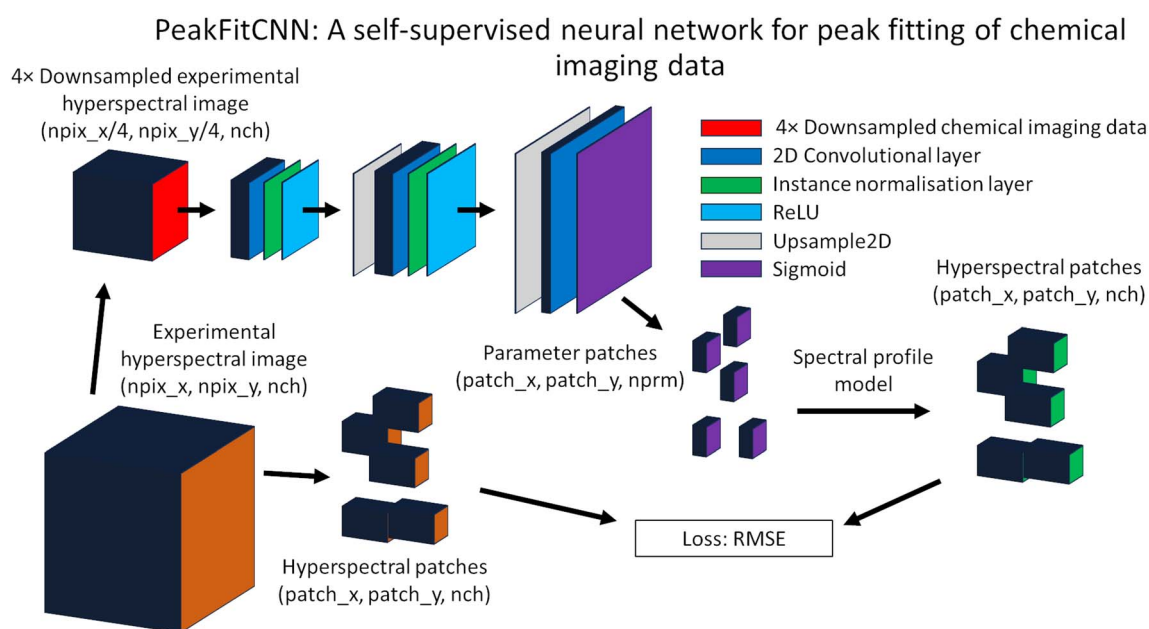 PeakFitCNN: A self-supervised neural network for peak fitting of chemical
imaging data
4× Downsampled experimental
hyperspectral image
(npix_x/4, npix_y/4, nch)
4× Downsampled chemical imaging data
2D Convolutional layer
Instance normalisation layer
ReLU
Upsample2D
Sigmoid
Hyperspectral patches
(patch_x, patch_y, nch)
Experimental
hyperspectral image
(npix_x, npix_y, nch)
Parameter patches
(patch_x, patch_y, nprm)
Spectral profile
model
Loss: RMSE
Hyperspectral patches
(patch_x, patch_y, nch)